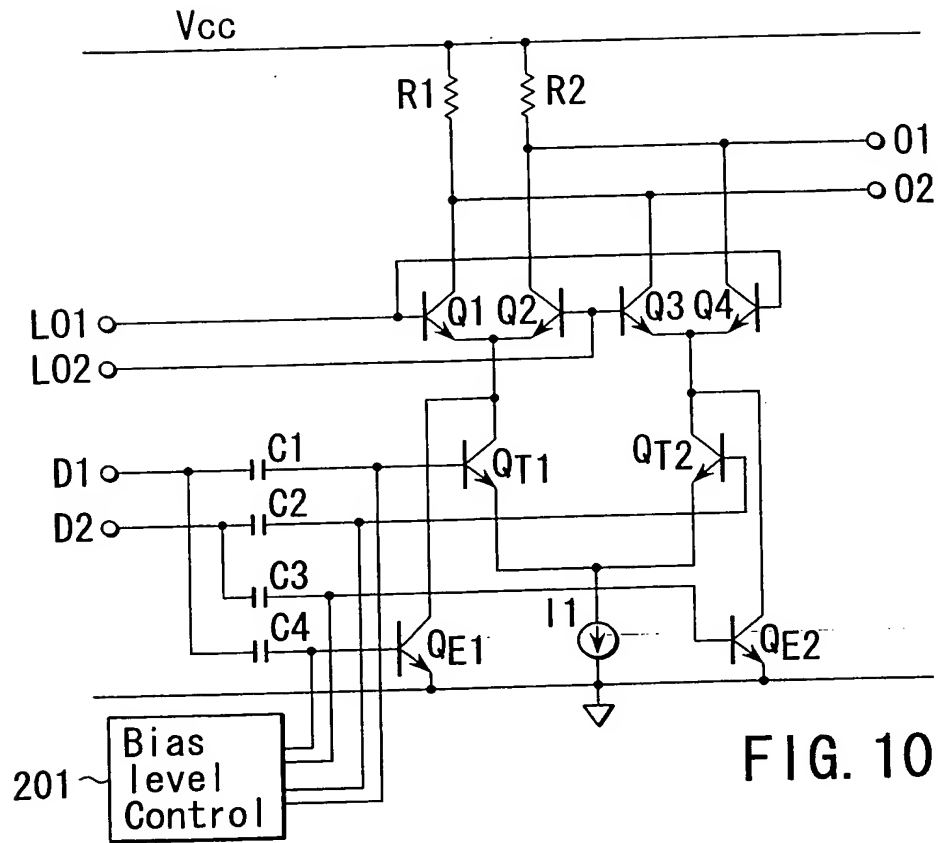 Vcc
R1
R2
O1
O2
LO1
Q1
Q2
Q3
Q4
LO2
D1
C1
QT1
QT2
D2
C2
C3
I1
C4
QE1
QE2
201
Bias
level
Control
FIG. 10